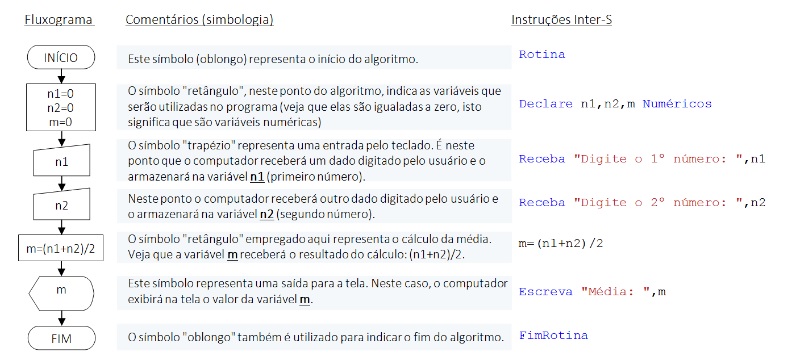 Fluxograma Comentários (simbologia) Instruções Inter-S
INÍCIO
Este símbolo (oblongo) representa o início do algoritmo.
Rotina
n1=0
n2=0
m=0
O símbolo "retângulo", neste ponto do algoritmo, indica as variáveis que
serão utilizadas no programa (veja que elas são igualadas a zero, isto
significa que são variáveis numéricas)
Declare n1,n2,m Numéricos
n1
O símbolo "trapézio" representa uma entrada pelo teclado. É neste
ponto que o computador receberá um dado digitado pelo usuário e o
armazenará na variável n1 (primeiro número).
Receba "Digite o 1º número: ",n1
n2
Neste ponto o computador receberá outro dado digitado pelo usuário e
o armazenará na variável n2 (segundo número).
Receba "Digite o 2º número: ",n2
m=(n1+n2)/2
O símbolo "retângulo" empregado aqui representa o cálculo da média.
Veja que a variável m receberá o resultado do cálculo: (n1+n2)/2.
m=(n1+n2)/2
m
Este símbolo representa uma saída para a tela. Neste caso, o computador
exibirá na tela o valor da variável m.
Escreva "Média: ",m
FIM
O símbolo "oblongo" também é utilizado para indicar o fim do algoritmo.
FimRotina